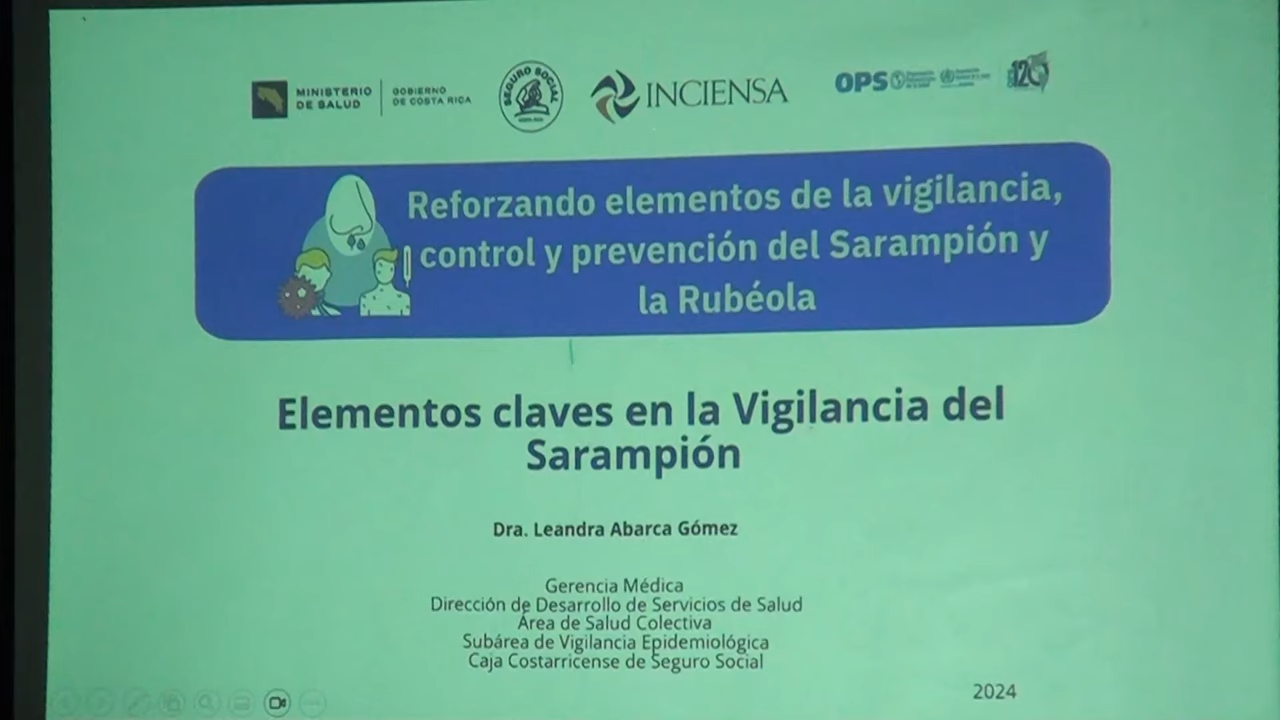 MINISTERIO
DE SALUD
GOBIERNO
DE COSTA RICA
SEGURO SOCIAL
INCIENSA
OPS
120
Reforzando elementos de la vigilancia,
control y prevención del Sarampión y
la Rubéola
Elementos claves en la Vigilancia del
Sarampión
Dra. Leandra Abarca Gómez
Gerencia Médica
Dirección de Desarrollo de Servicios de Salud
Área de Salud Colectiva
Subárea de Vigilancia Epidemiológica
Caja Costarricense de Seguro Social
2024